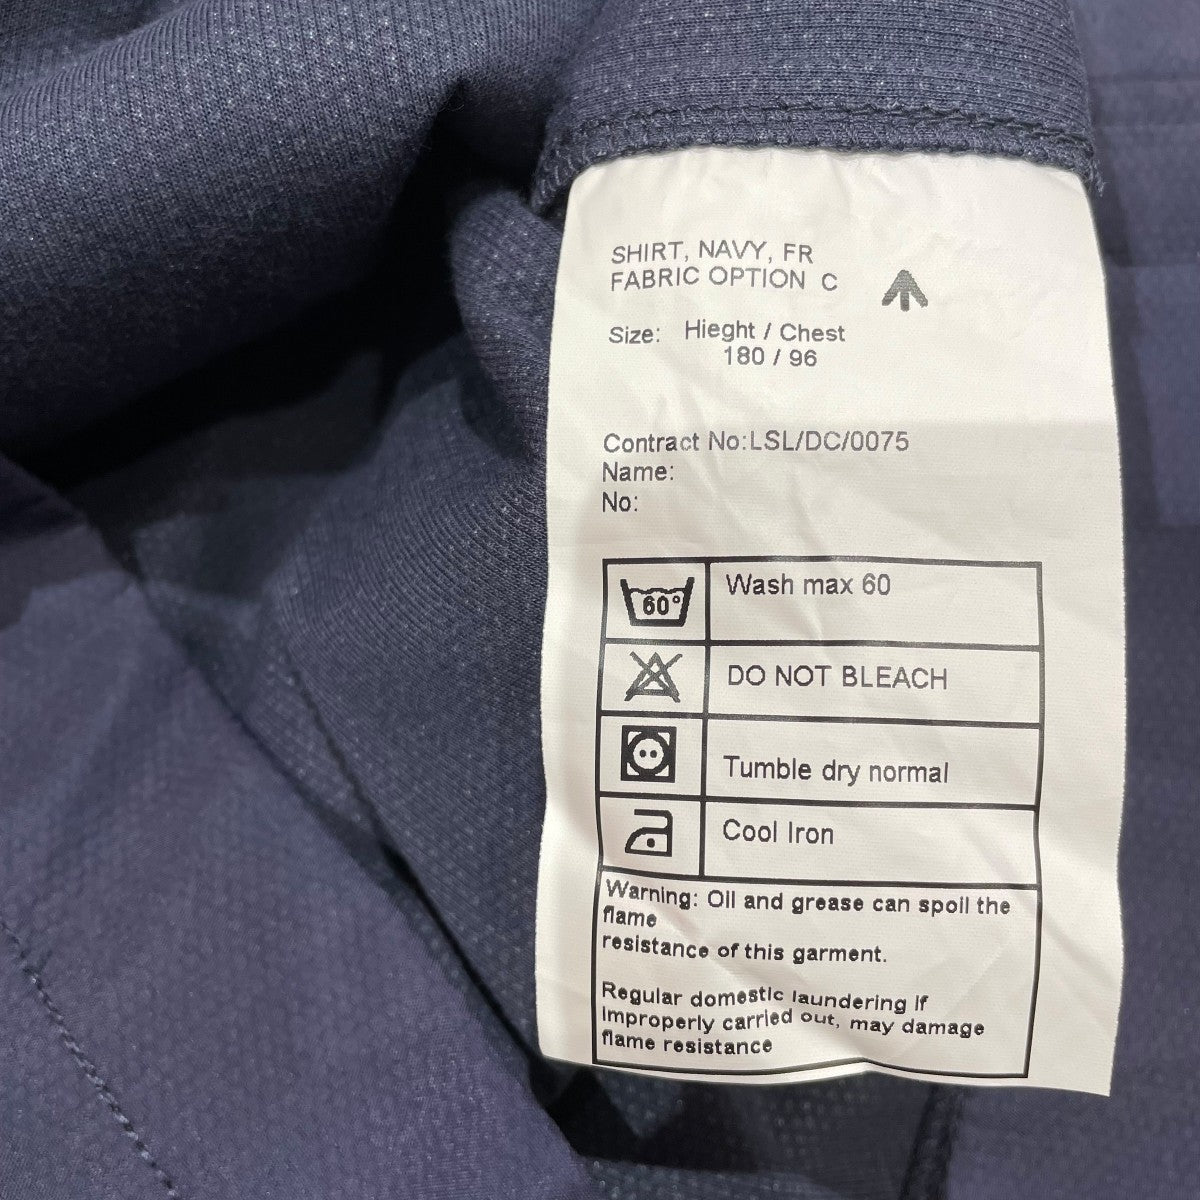 SHIRT, NAVY, FR
FABRIC OPTION C
Size: Hieght / Chest
180 / 96
Contract No:LSL/DC/0075
Name:
No:
60° Wash max 60
DO NOT BLEACH
Tumble dry normal
Cool Iron
Warning: Oil and grease can spoil the
flame
resistance of this garment.
Regular domestic laundering if
improperly carried out, may damage
flame resistance